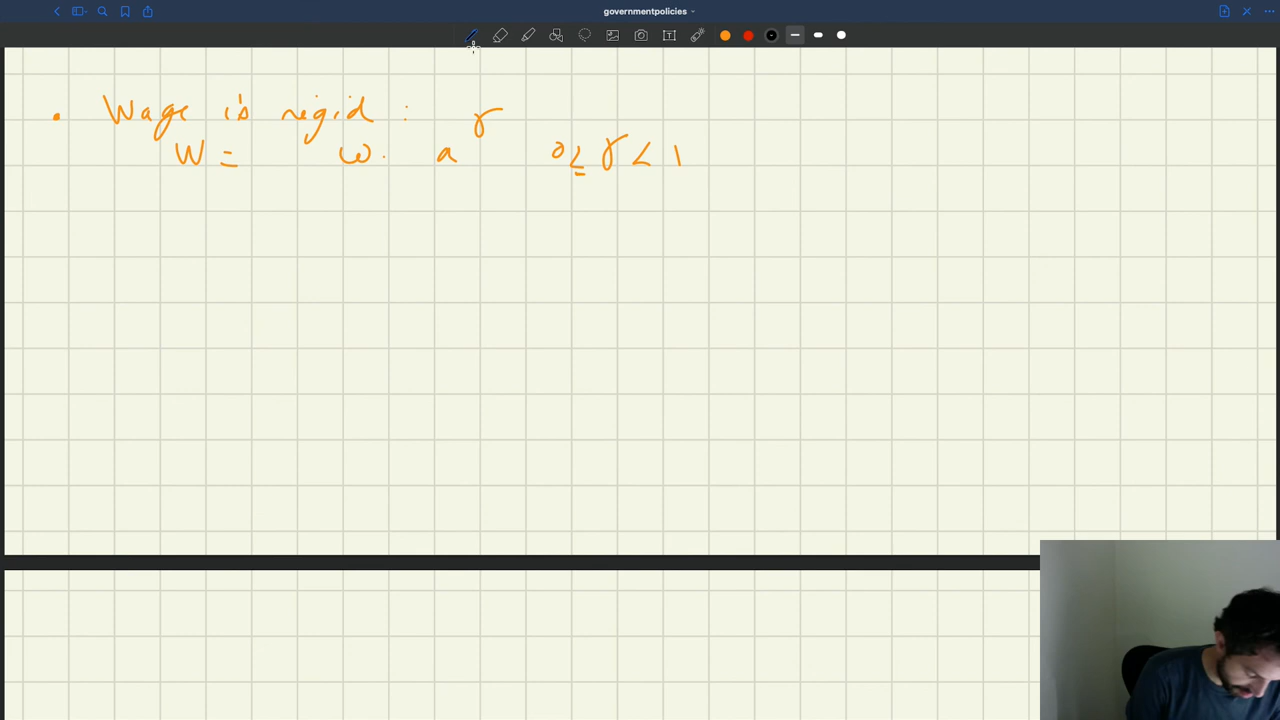 governmentpolicies
• Wage is rigid :
W = ω · a^γ 0 ≤ γ < 1